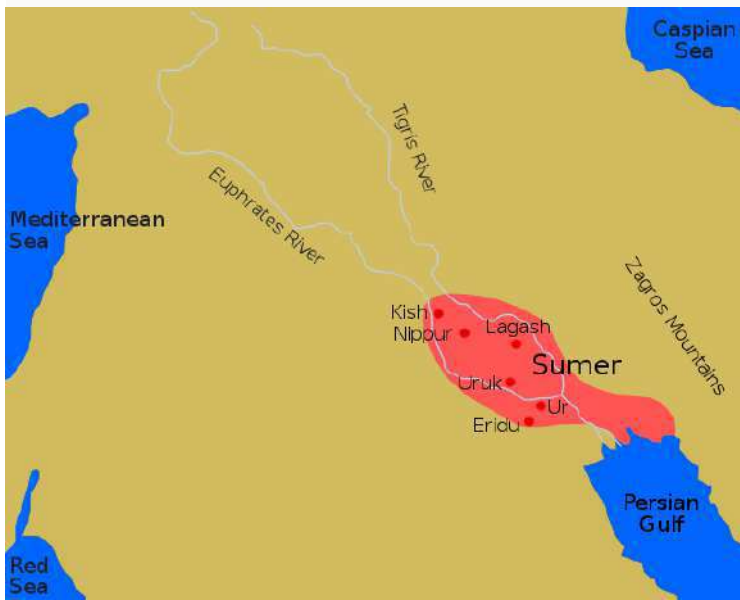 Caspian
Sea
Tigris River
Euphrates River
Mediterranean
Sea
Zagros Mountains
Kish
Nippur
Lagash
Sumer
Uruk
Ur
Eridu
Persian
Gulf
Red
Sea